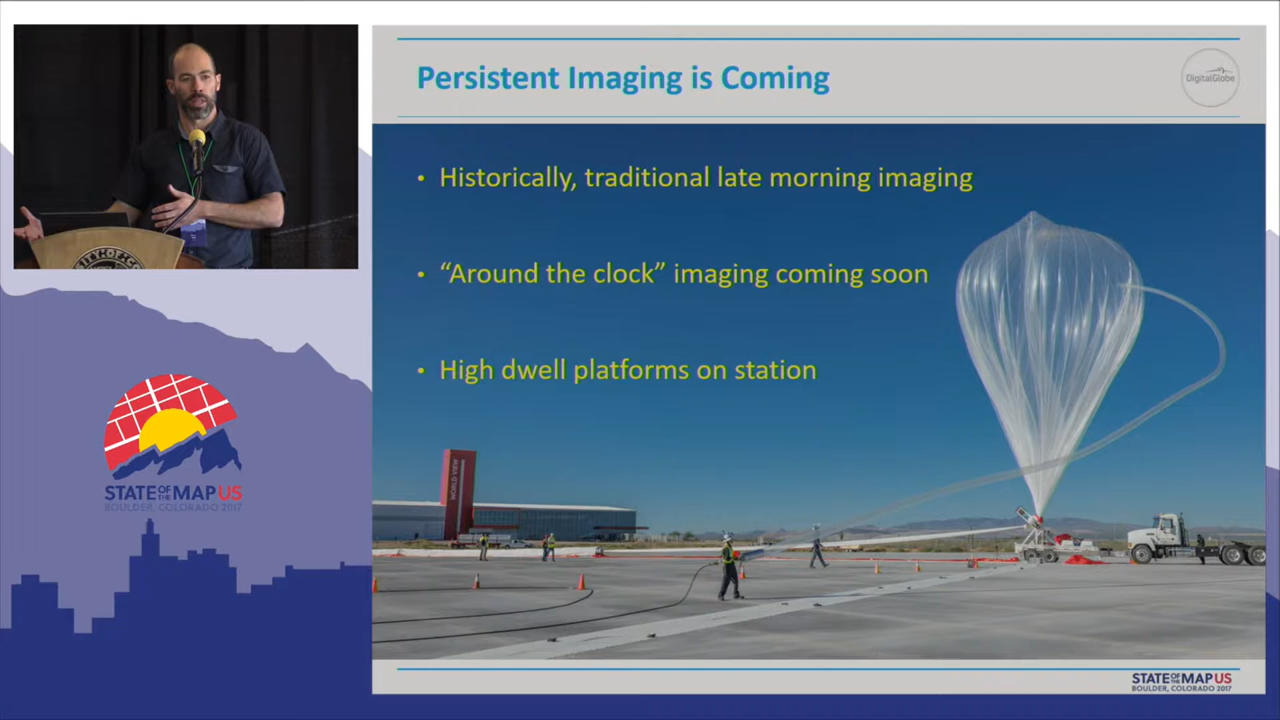 Persistent Imaging is Coming
DigitalGlobe
• Historically, traditional late morning imaging
• “Around the clock” imaging coming soon
• High dwell platforms on station
WORLD VIEW
STATE OF THE MAP US
BOULDER, COLORADO 2017
STATE OF THE MAP US
BOULDER, COLORADO 2017